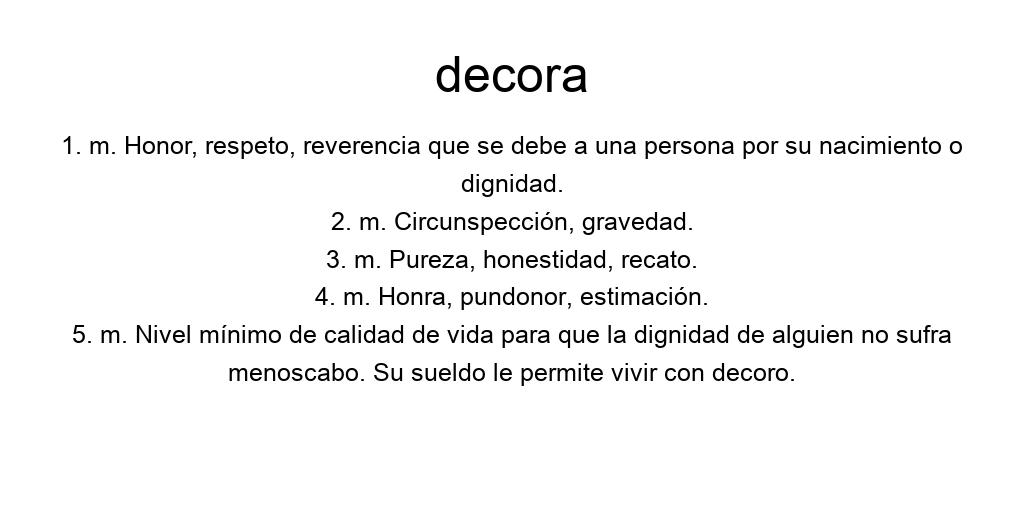 decora
1. m. Honor, respeto, reverencia que se debe a una persona por su nacimiento o
dignidad.
2. m. Circunspección, gravedad.
3. m. Pureza, honestidad, recato.
4. m. Honra, pundonor, estimación.
5. m. Nivel mínimo de calidad de vida para que la dignidad de alguien no sufra
menoscabo. Su sueldo le permite vivir con decoro.